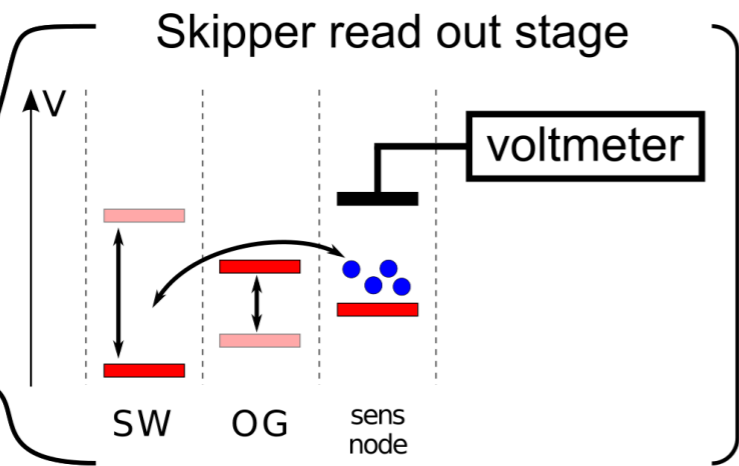 Skipper read out stage
V
voltmeter
SW
OG
sens
node